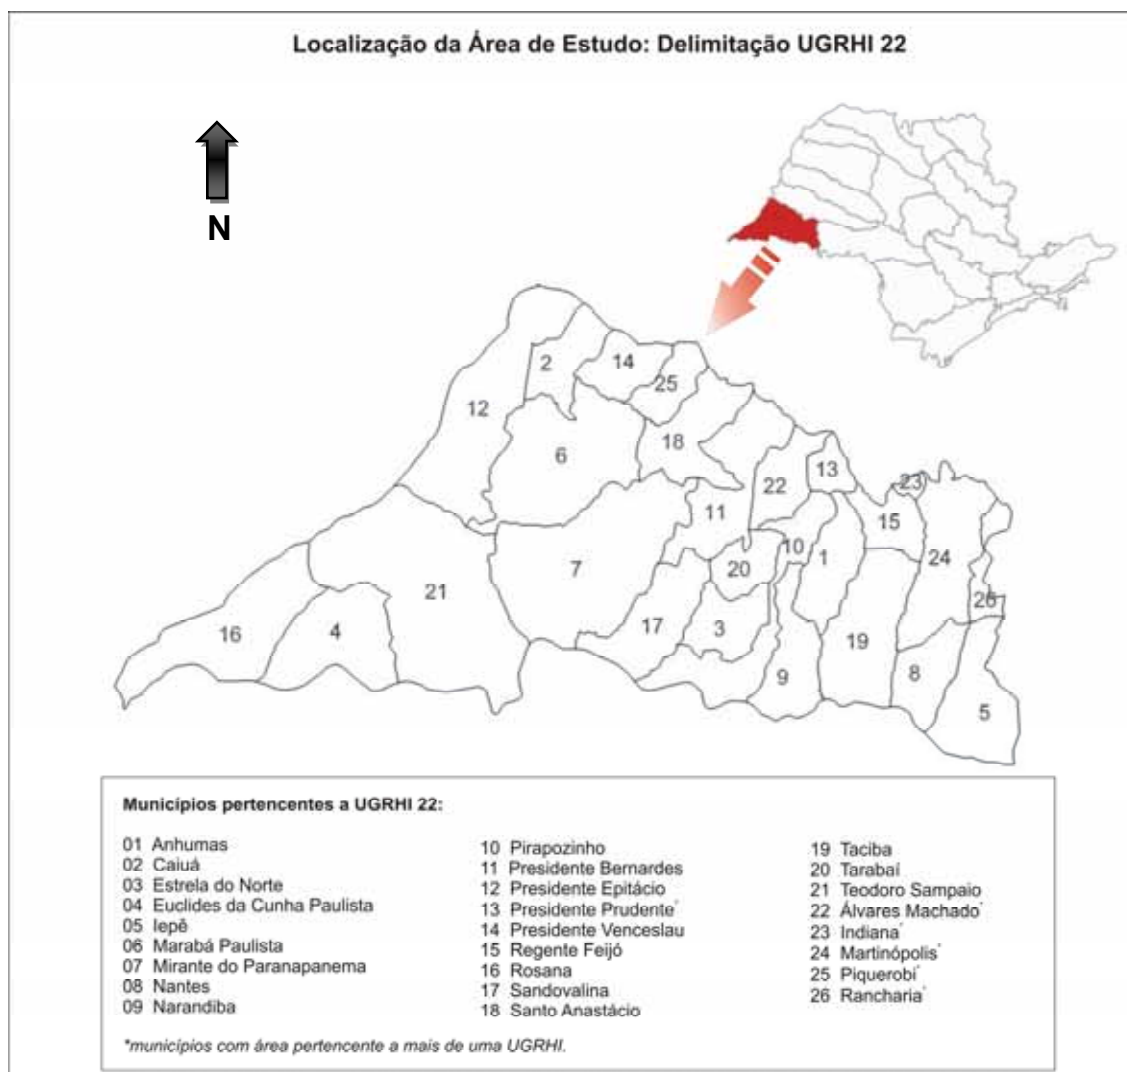 Localização da Área de Estudo: Delimitação UGRHI 22
N
2
14
25
12
18
6
13
22
23
11
15
10
1
24
20
7
21
26
17
3
16
4
19
8
9
5
Municípios pertencentes a UGRHI 22:
01 Anhumas
02 Caiuá
03 Estrela do Norte
04 Euclides da Cunha Paulista
05 Iepê
06 Marabá Paulista
07 Mirante do Paranapanema
08 Nantes
09 Narandiba
10 Pirapozinho
11 Presidente Bernardes
12 Presidente Epitácio
13 Presidente Prudente*
14 Presidente Venceslau
15 Regente Feijó
16 Rosana
17 Sandovalina
18 Santo Anastácio
19 Taciba
20 Tarabaí
21 Teodoro Sampaio
22 Álvares Machado*
23 Indiana*
24 Martinópolis*
25 Piquerobí*
26 Rancharia*
*municípios com área pertencente a mais de uma UGRHI.